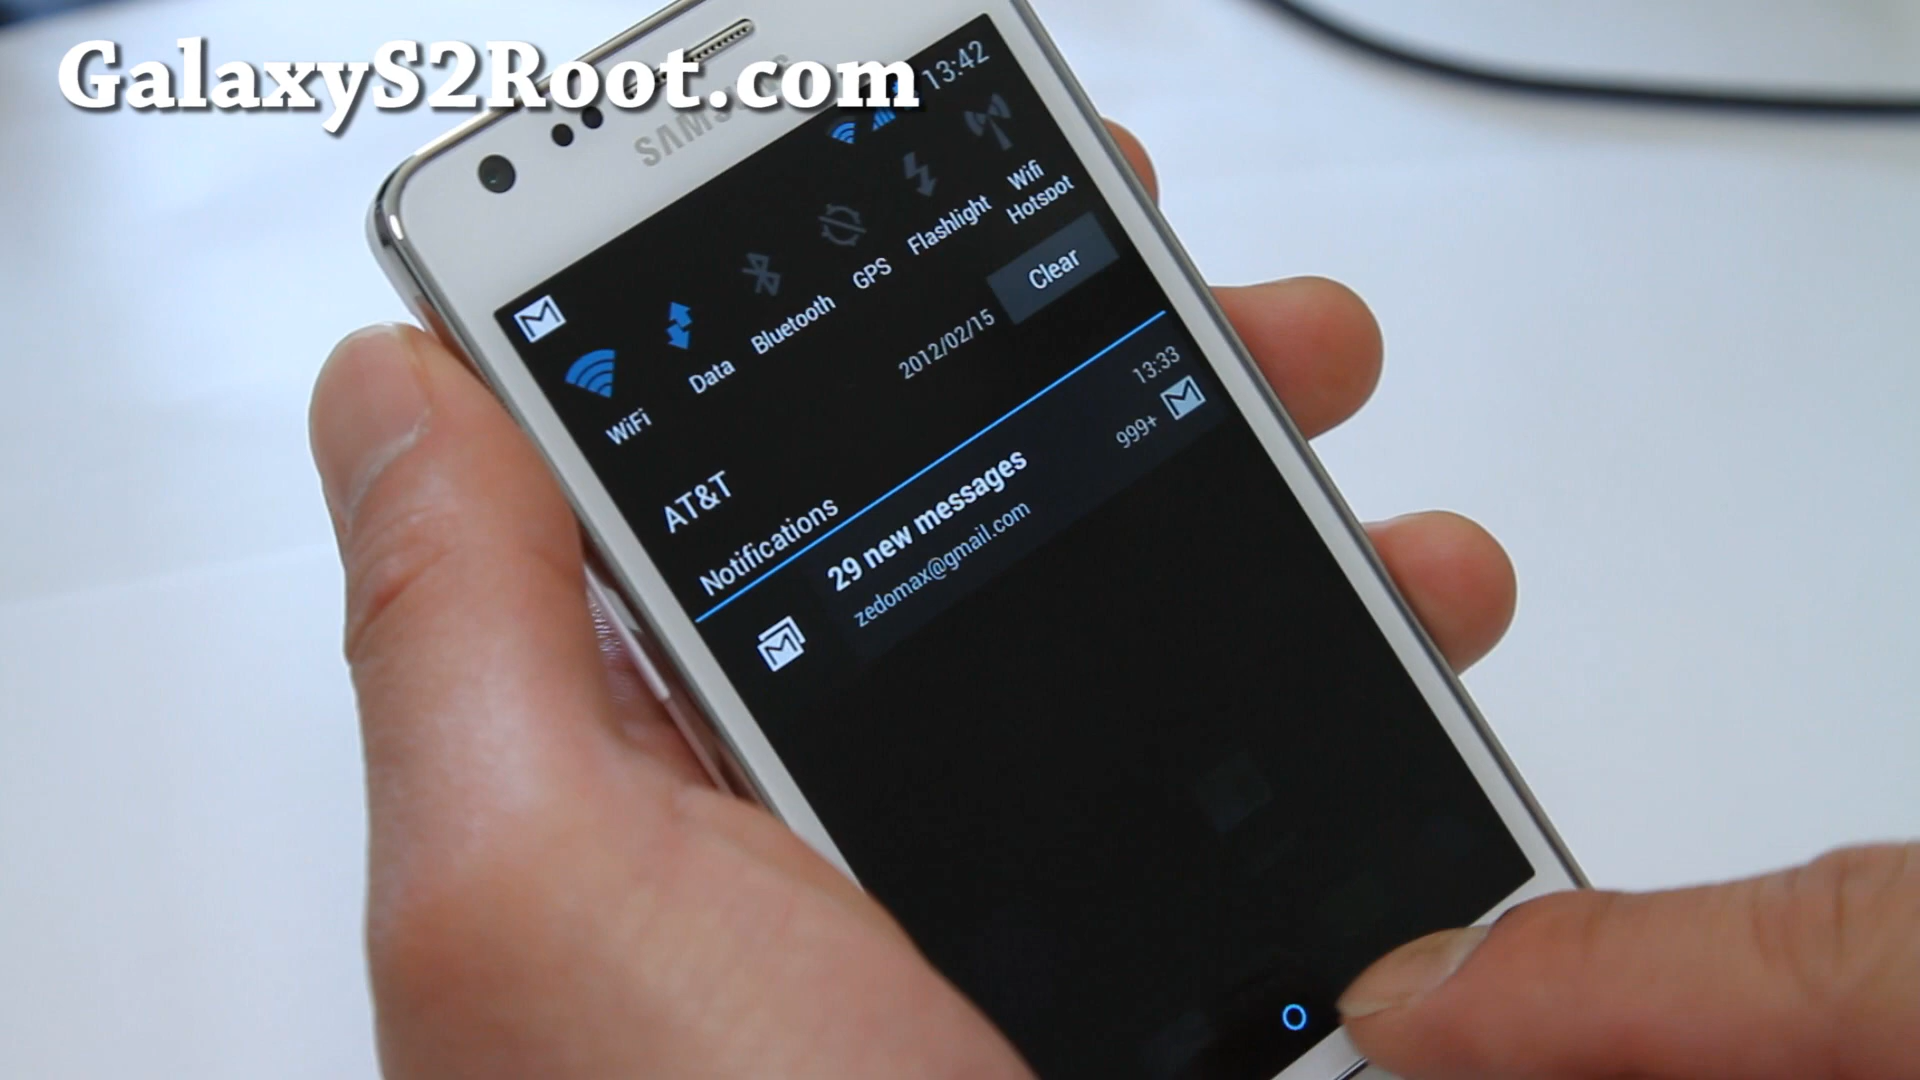 GalaxyS2Root.com
SAMSUNG
13:42
WiFi
Data
Bluetooth
GPS
Flashlight
Wifi
Hotspot
AT&T
2012/02/15
Clear
Notifications
29 new messages
13:33
zedomax@gmail.com
999+